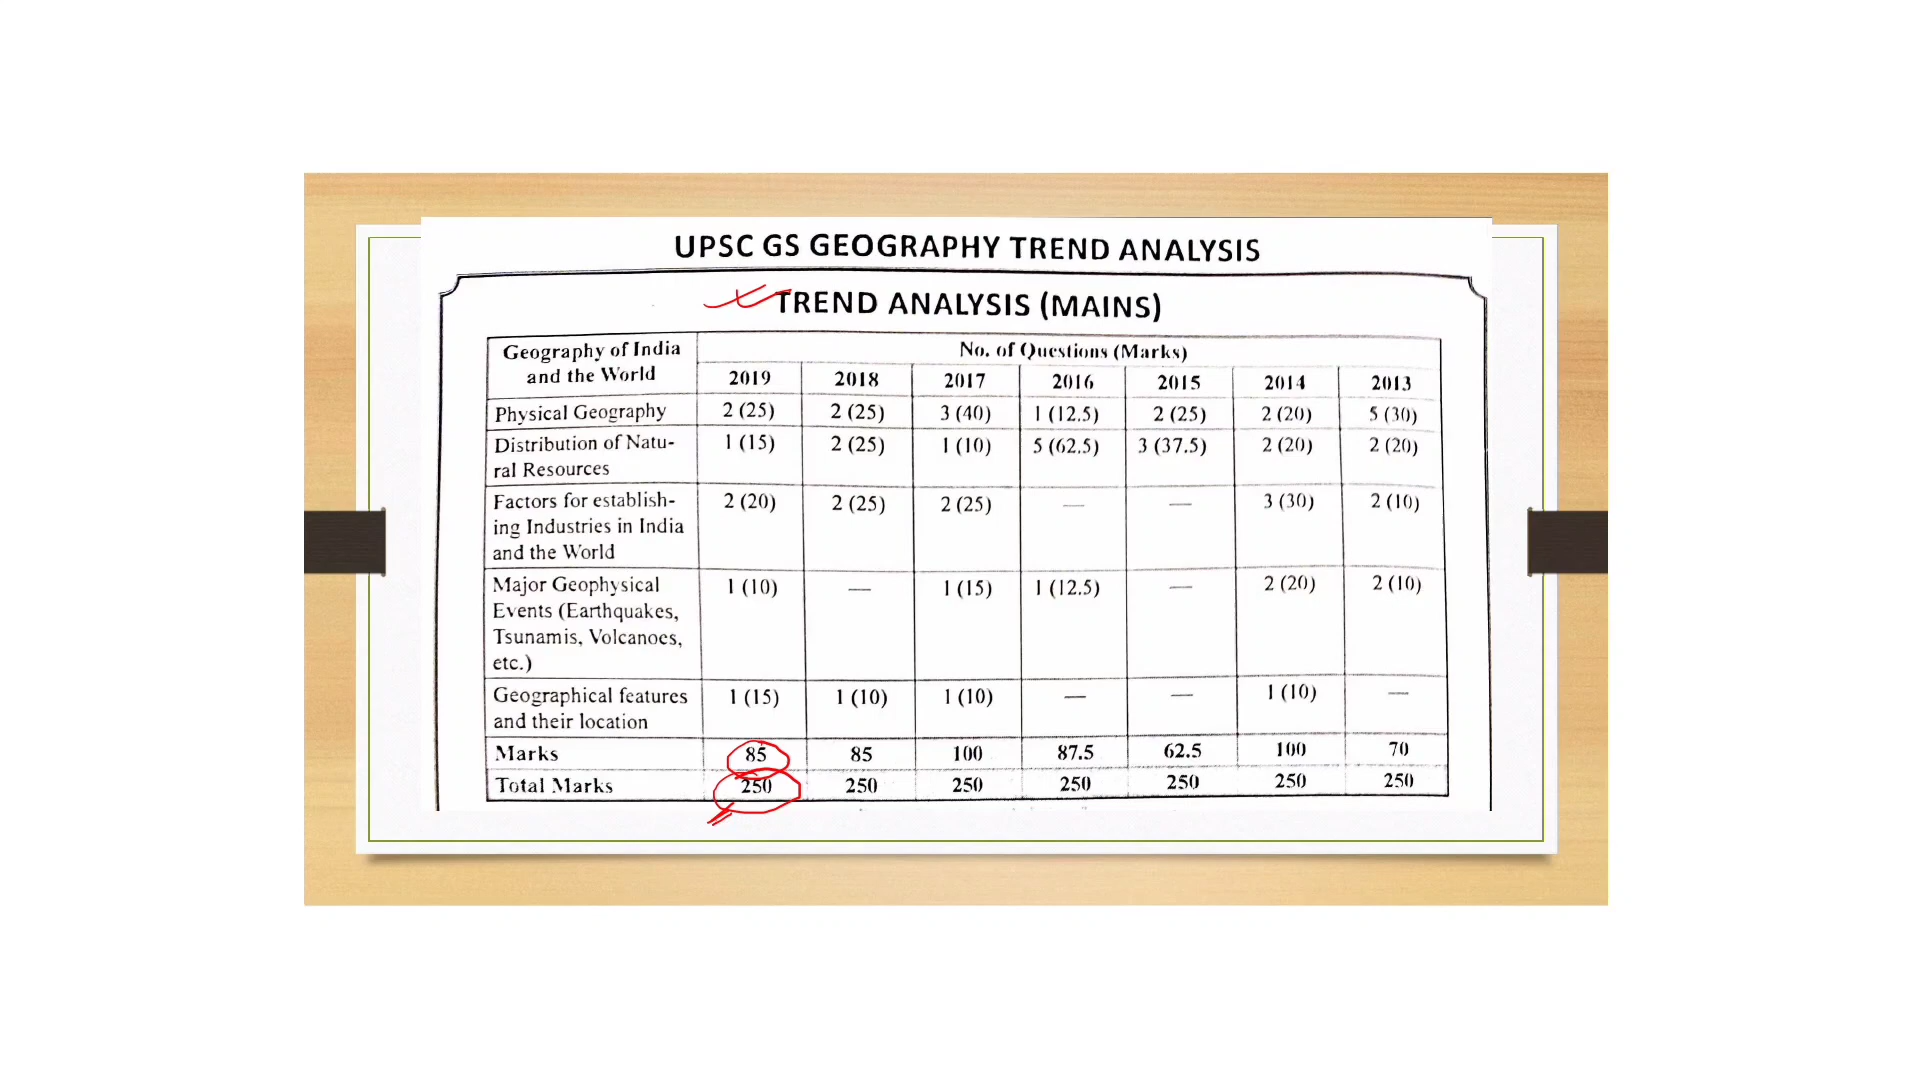 UPSC GS GEOGRAPHY TREND ANALYSIS
TREND ANALYSIS (MAINS)
Geography of India and the World No. of Questions (Marks)
2019 2018 2017 2016 2015 2014 2013
Physical Geography 2 (25) 2 (25) 3 (40) 1 (12.5) 2 (25) 2 (20) 5 (30)
Distribution of Natu- 1 (15) 2 (25) 1 (10) 5 (62.5) 3 (37.5) 2 (20) 2 (20)
ral Resources
Factors for establish- 2 (20) 2 (25) 2 (25) — — 3 (30) 2 (10)
ing Industries in India
and the World
Major Geophysical 1 (10) — 1 (15) 1 (12.5) — 2 (20) 2 (10)
Events (Earthquakes,
Tsunamis, Volcanoes,
etc.)
Geographical features 1 (15) 1 (10) 1 (10) — — 1 (10) —
and their location
Marks 85 85 100 87.5 62.5 100 70
Total Marks 250 250 250 250 250 250 250